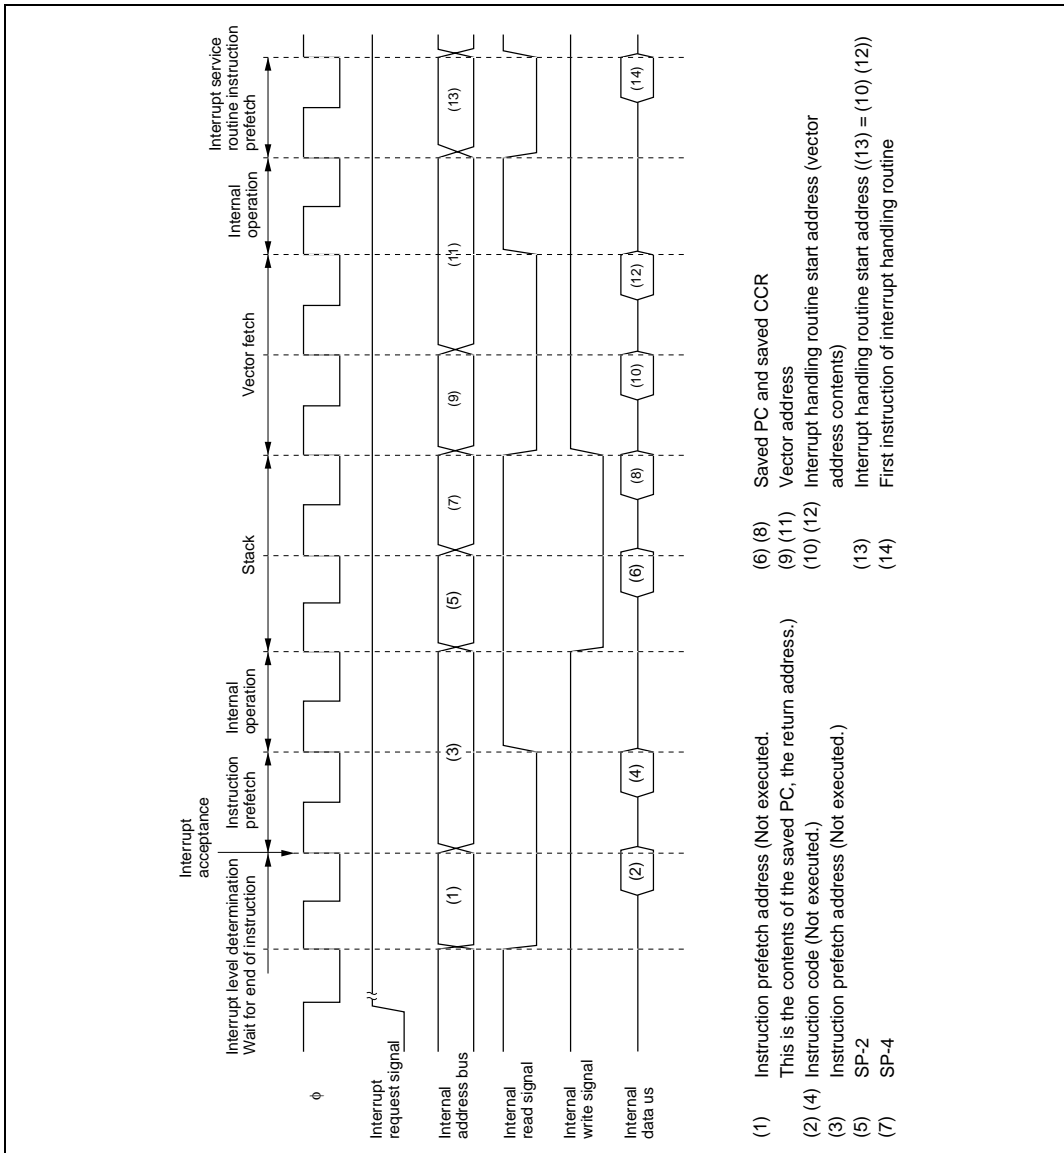 Interrupt
acceptance
Interrupt level determination
Wait for end of instruction
Instruction
prefetch
Internal
operation
Stack
Vector fetch
Internal
operation
Interrupt service
routine instruction
prefetch
φ
Interrupt
request signal
Internal
address bus
(1)
(3)
(5)
(7)
(9)
(11)
(13)
Internal
read signal
Internal
write signal
Internal
data us
(2)
(4)
(6)
(8)
(10)
(12)
(14)
(1) Instruction prefetch address (Not executed.
This is the contents of the saved PC, the return address.)
(2) (4) Instruction code (Not executed.)
(3) Instruction prefetch address (Not executed.)
(5) SP-2
(7) SP-4
(6) (8) Saved PC and saved CCR
(9) (11) Vector address
(10) (12) Interrupt handling routine start address (vector
address contents)
(13) Interrupt handling routine start address ((13) = (10) (12))
(14) First instruction of interrupt handling routine